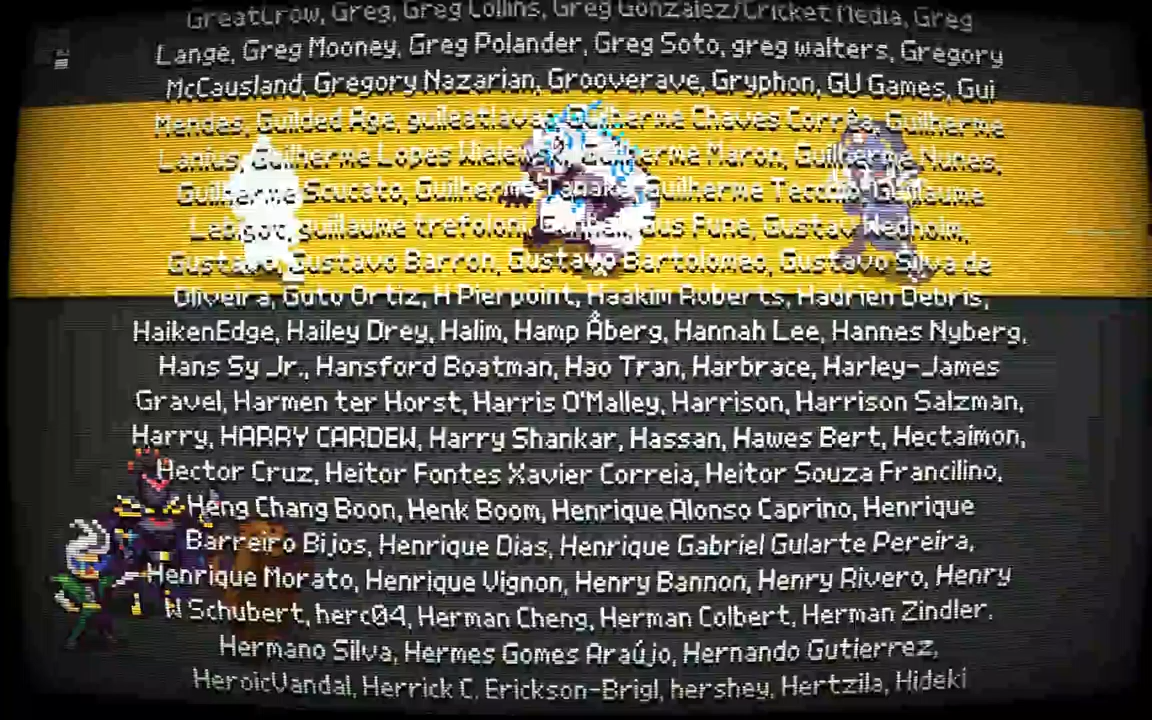 GreatCrow, Greg, Greg Collins, Greg Gonzalez/Cricket Media, Greg
Lange, Greg Mooney, Greg Polander, Greg Soto, greg walters, Gregory
McCausland, Gregory Nazarian, Grooverave, Gryphon, GU Games, Gui
Mendes, Guilded Age, guileatlava, Guilherme Chaves Corrêa, Guilherme
Lanius, Guilherme Lopes Guilherme Maron, Guilherme Nunes,
Guilherme Scucato, Guilherme Tanaka, Guilherme Guillaume
guillaume trefoloni, Gus Fune, Gustav Wedholm,
Gustavo, Gustavo Barron, Gustavo Bartolomeo, Gustavo Silva de
Oliveira, Guto Ortiz, H Pierpoint, Haakim Roberts, Hadrien Debris,
HaikenEdge, Hailey Drey, Halim, Hamp Åberg, Hannah Lee, Hannes Nyberg,
Hans Sy Jr., Hansford Boatman, Hao Tran, Harbrace, Harley-James
Gravel, Harmen ter Horst, Harris O'Malley, Harrison, Harrison Salzman,
Harry, HARRY CARDEW, Harry Shankar, Hassan, Hawes Bert, Hectaimon,
Hector Cruz, Heitor Fontes Xavier Correia, Heitor Souza Francilino,
Heng Chang Boon, Henk Boom, Henrique Alonso Caprino, Henrique
Barreiro Bijos, Henrique Dias, Henrique Gabriel Gularte Pereira,
Henrique Morato, Henrique Vignon, Henry Bannon, Henry Rivero, Henry
W Schubert, herc04, Herman Cheng, Herman Colbert, Herman Zindler,
Hermano Silva, Hermes Gomes Araújo, Hernando Gutierrez,
HeroicVandal, Herrick C. Erickson-Brigl, hershey, Hertzila, Hideki